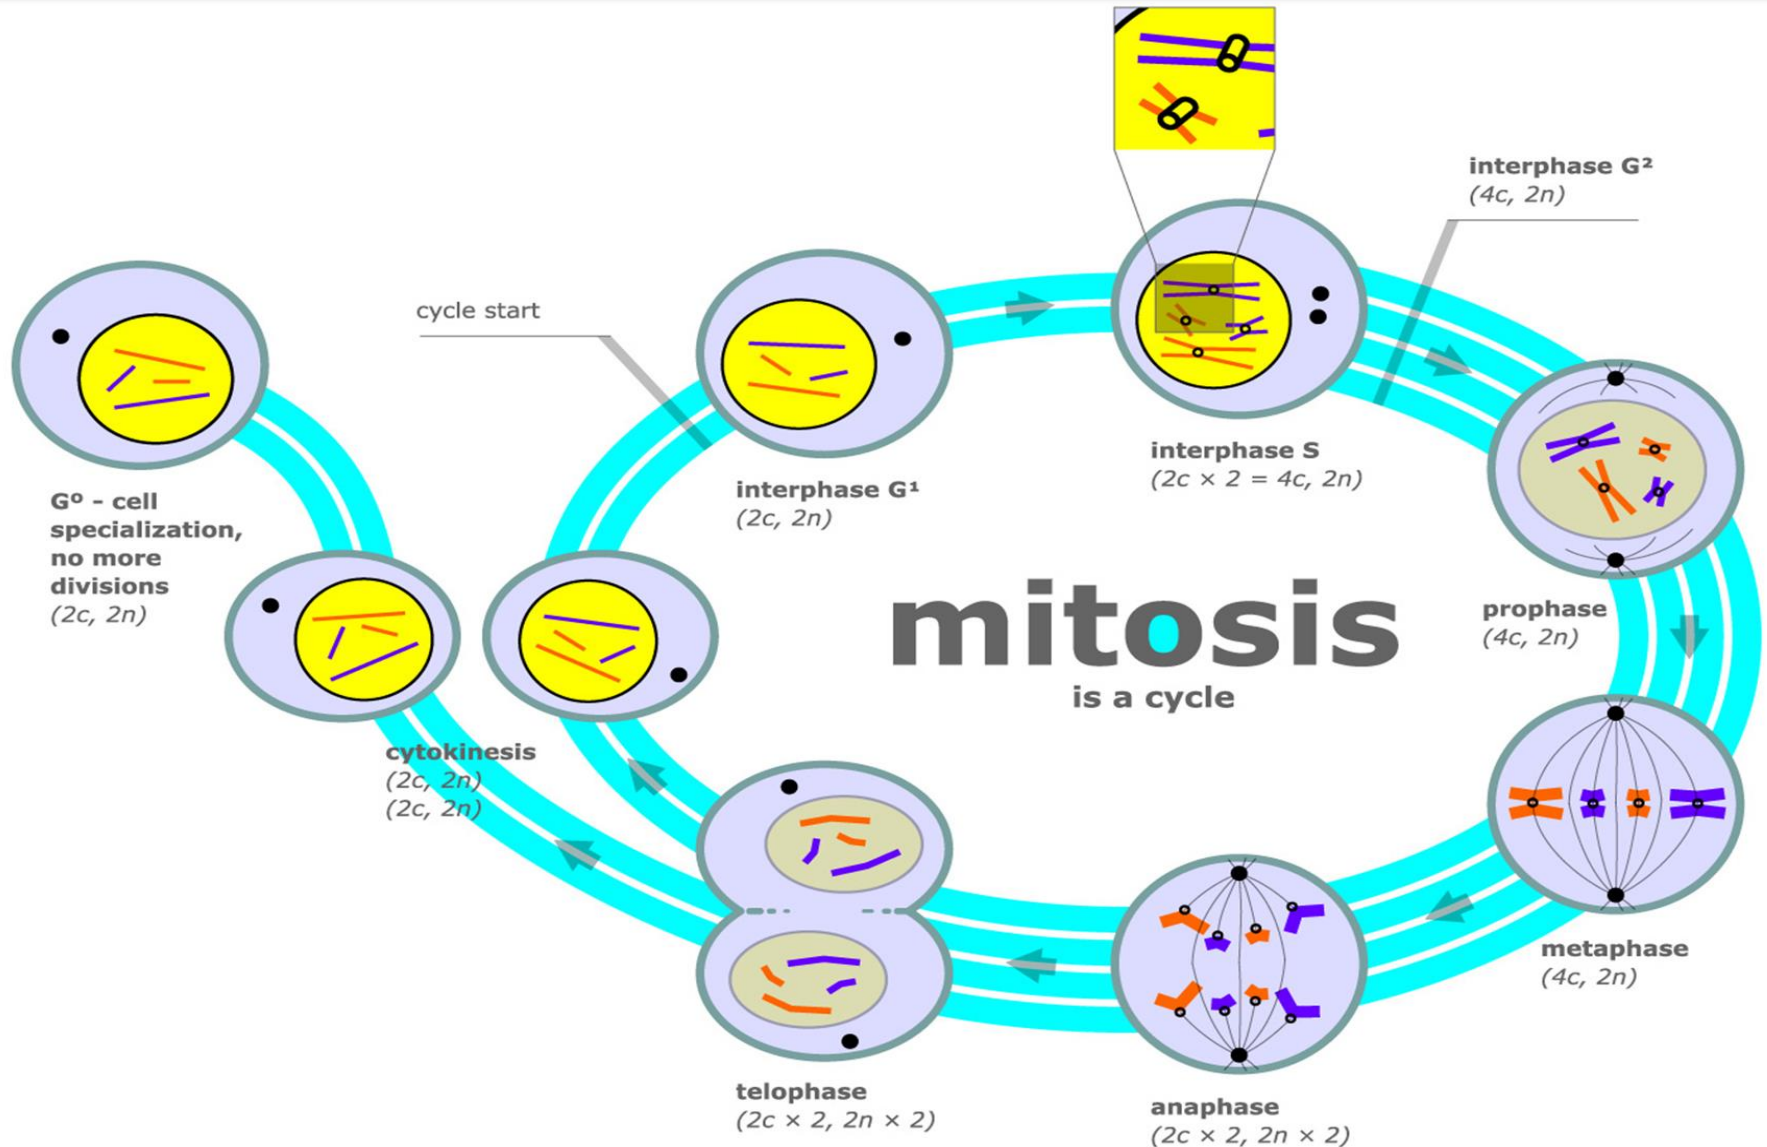 interphase G²
(4c, 2n)
cycle start
interphase S
(2c × 2 = 4c, 2n)
interphase G¹
(2c, 2n)
G⁰ - cell
specialization,
no more
divisions
(2c, 2n)
mitosis
is a cycle
prophase
(4c, 2n)
cytokinesis
(2c, 2n)
(2c, 2n)
metaphase
(4c, 2n)
telophase
(2c × 2, 2n × 2)
anaphase
(2c × 2, 2n × 2)